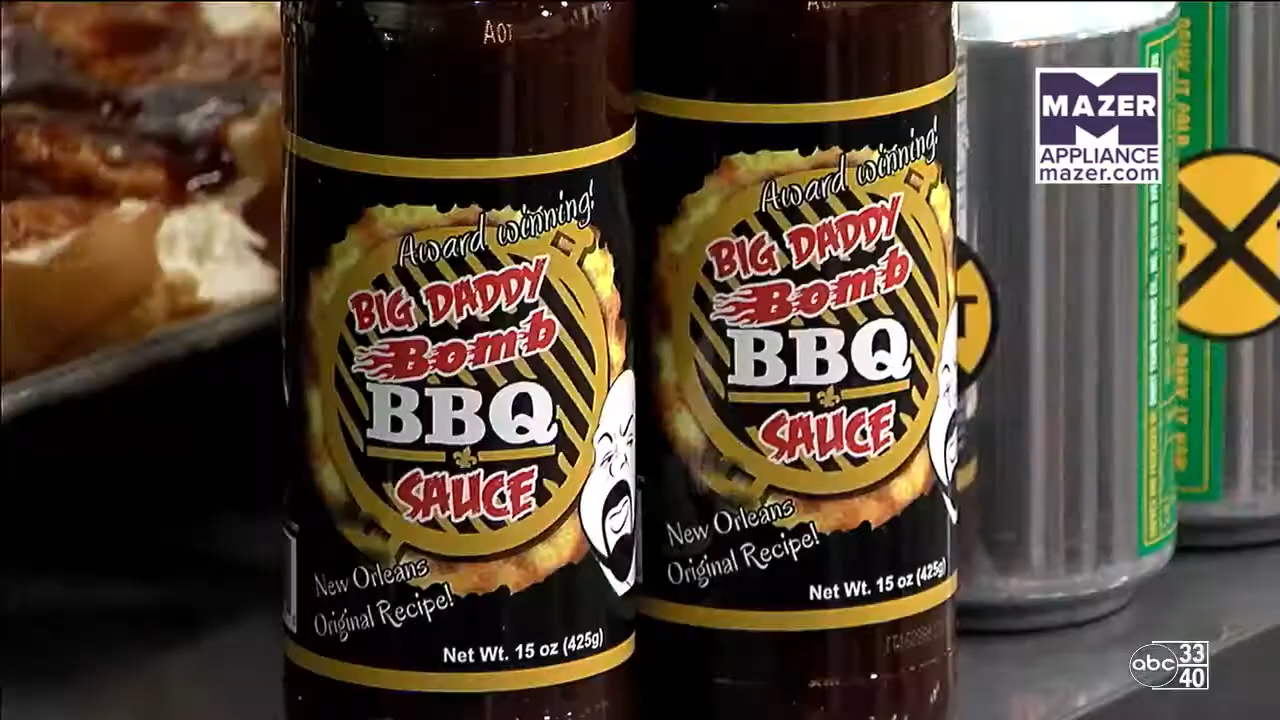 Award winning!
BIG DADDY
Bomb
BBQ
SAUCE
New Orleans
Original Recipe!
Net Wt. 15 oz (425g)
Award winning!
BIG DADDY
Bomb
BBQ
SAUCE
New Orleans
Original Recipe!
Net Wt. 15 oz (425g)
MAZER
APPLIANCE
mazer.com
abc 33
40